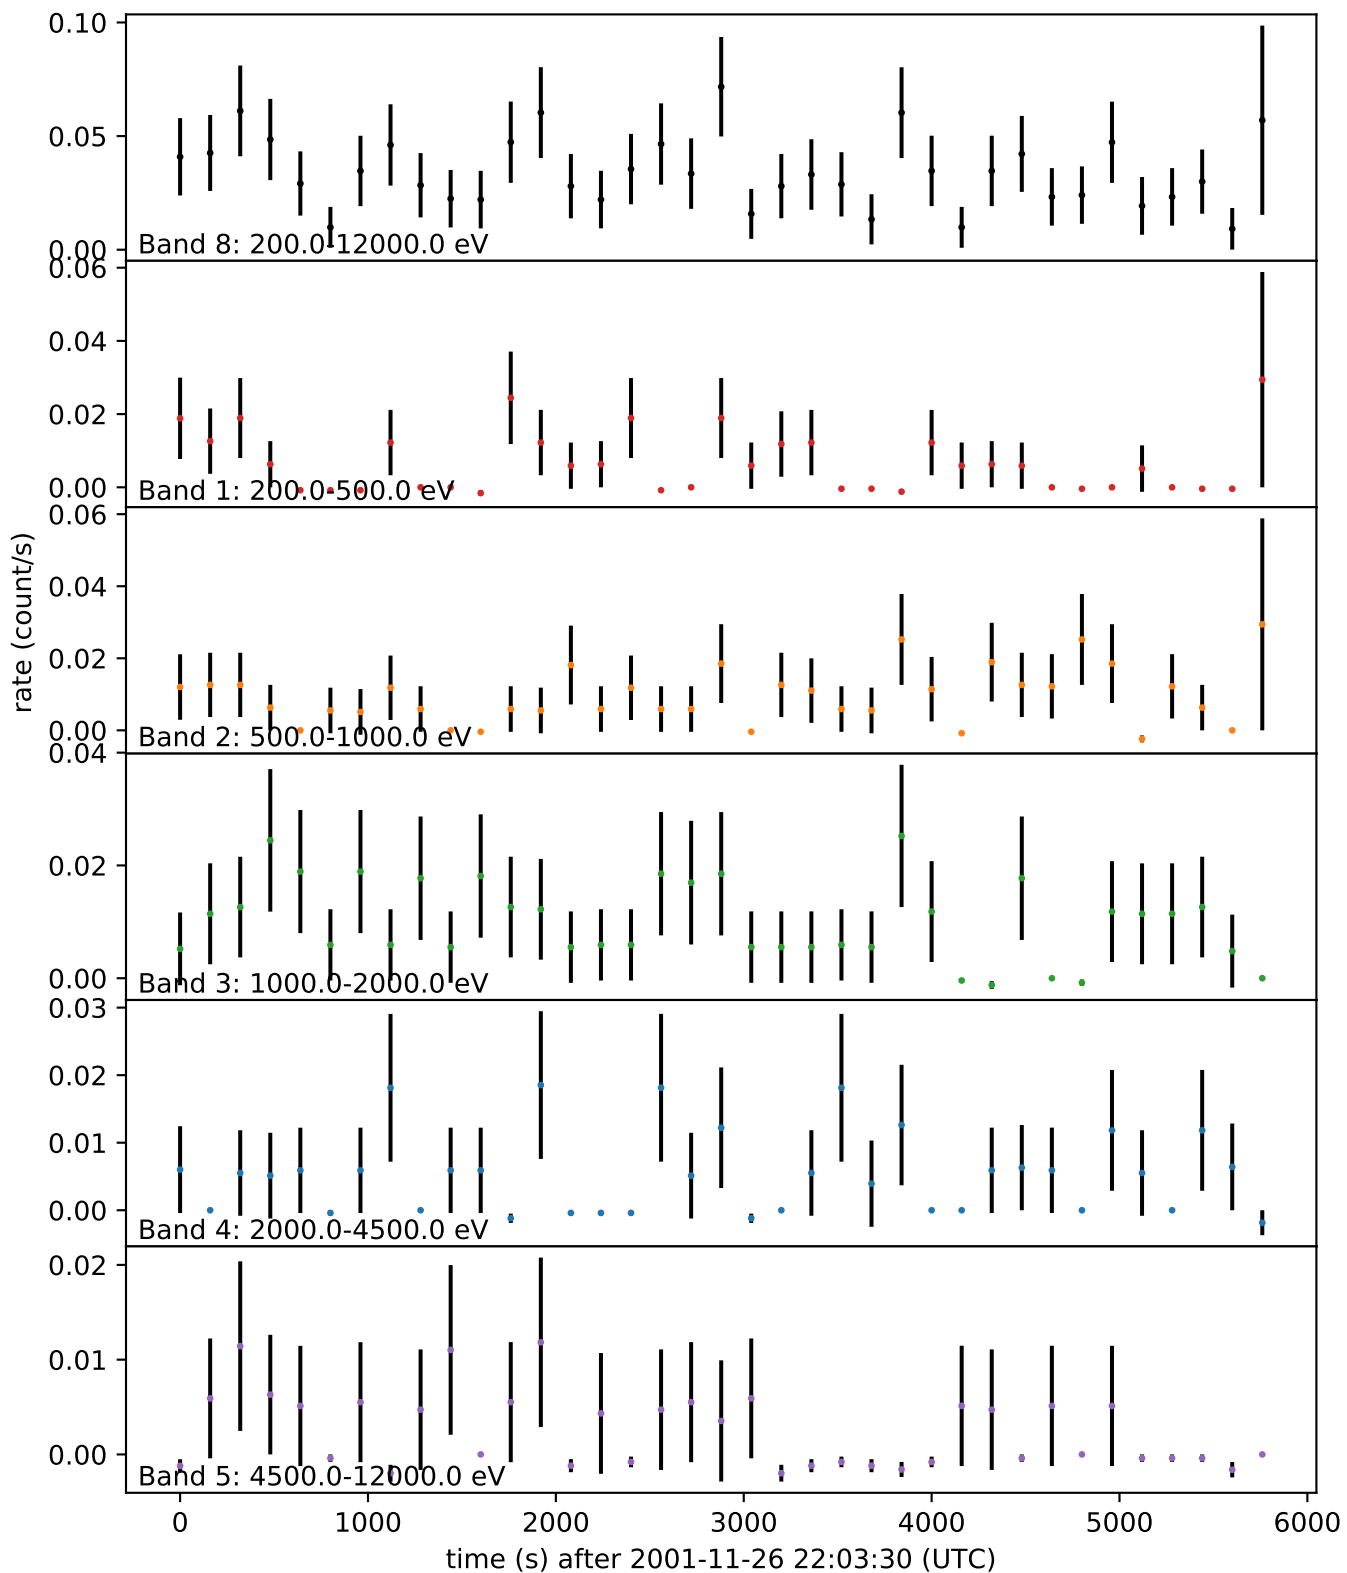 0.10
0.05
0.00
Band 8: 200.0-12000.0 eV
0.06
0.04
0.02
0.00
Band 1: 200.0-500.0 eV
0.06
0.04
0.02
0.00
Band 2: 500.0-1000.0 eV
rate (count/s)
0.04
0.02
0.00
Band 3: 1000.0-2000.0 eV
0.03
0.02
0.01
0.00
Band 4: 2000.0-4500.0 eV
0.02
0.01
0.00
Band 5: 4500.0-12000.0 eV
0 1000 2000 3000 4000 5000 6000
time (s) after 2001-11-26 22:03:30 (UTC)